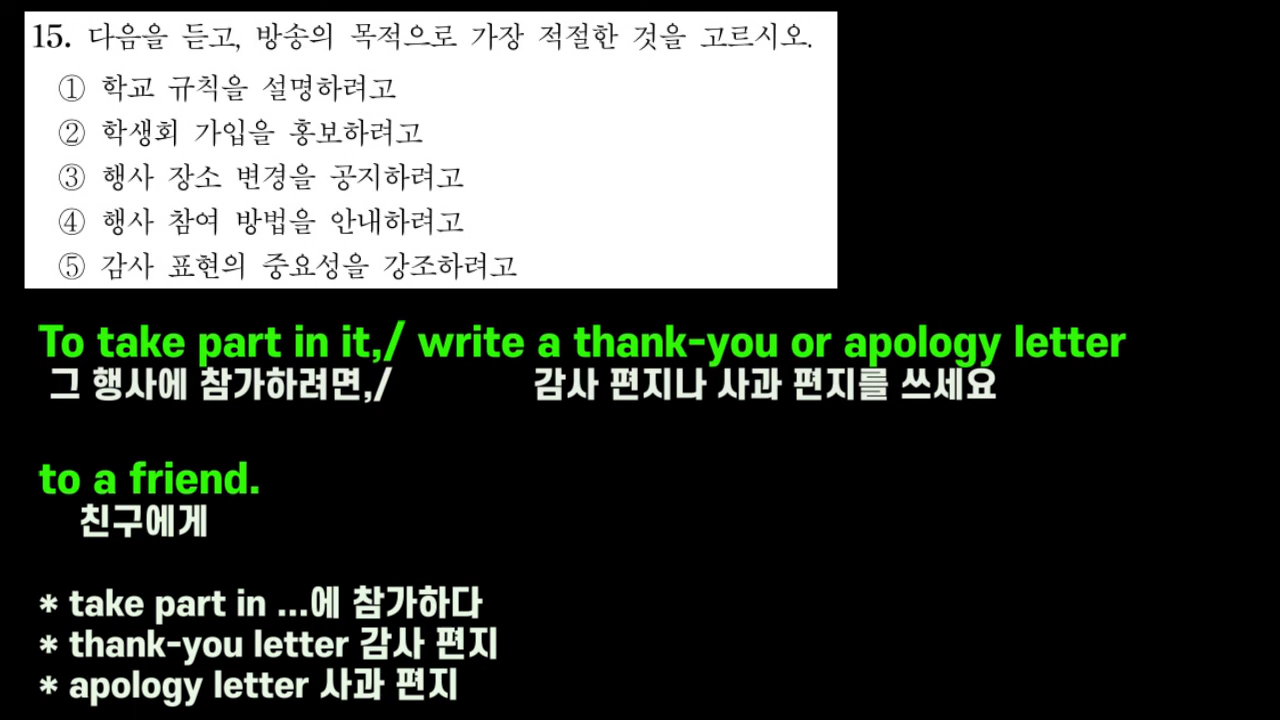 15. 다음을 듣고, 방송의 목적으로 가장 적절한 것을 고르시오.
① 학교 규칙을 설명하려고
② 학생회 가입을 홍보하려고
③ 행사 장소 변경을 공지하려고
④ 행사 참여 방법을 안내하려고
⑤ 감사 표현의 중요성을 강조하려고
To take part in it,/ write a thank-you or apology letter
그 행사에 참가하려면,/ 감사 편지나 사과 편지를 쓰세요
to a friend.
친구에게
* take part in ...에 참가하다
* thank-you letter 감사 편지
* apology letter 사과 편지